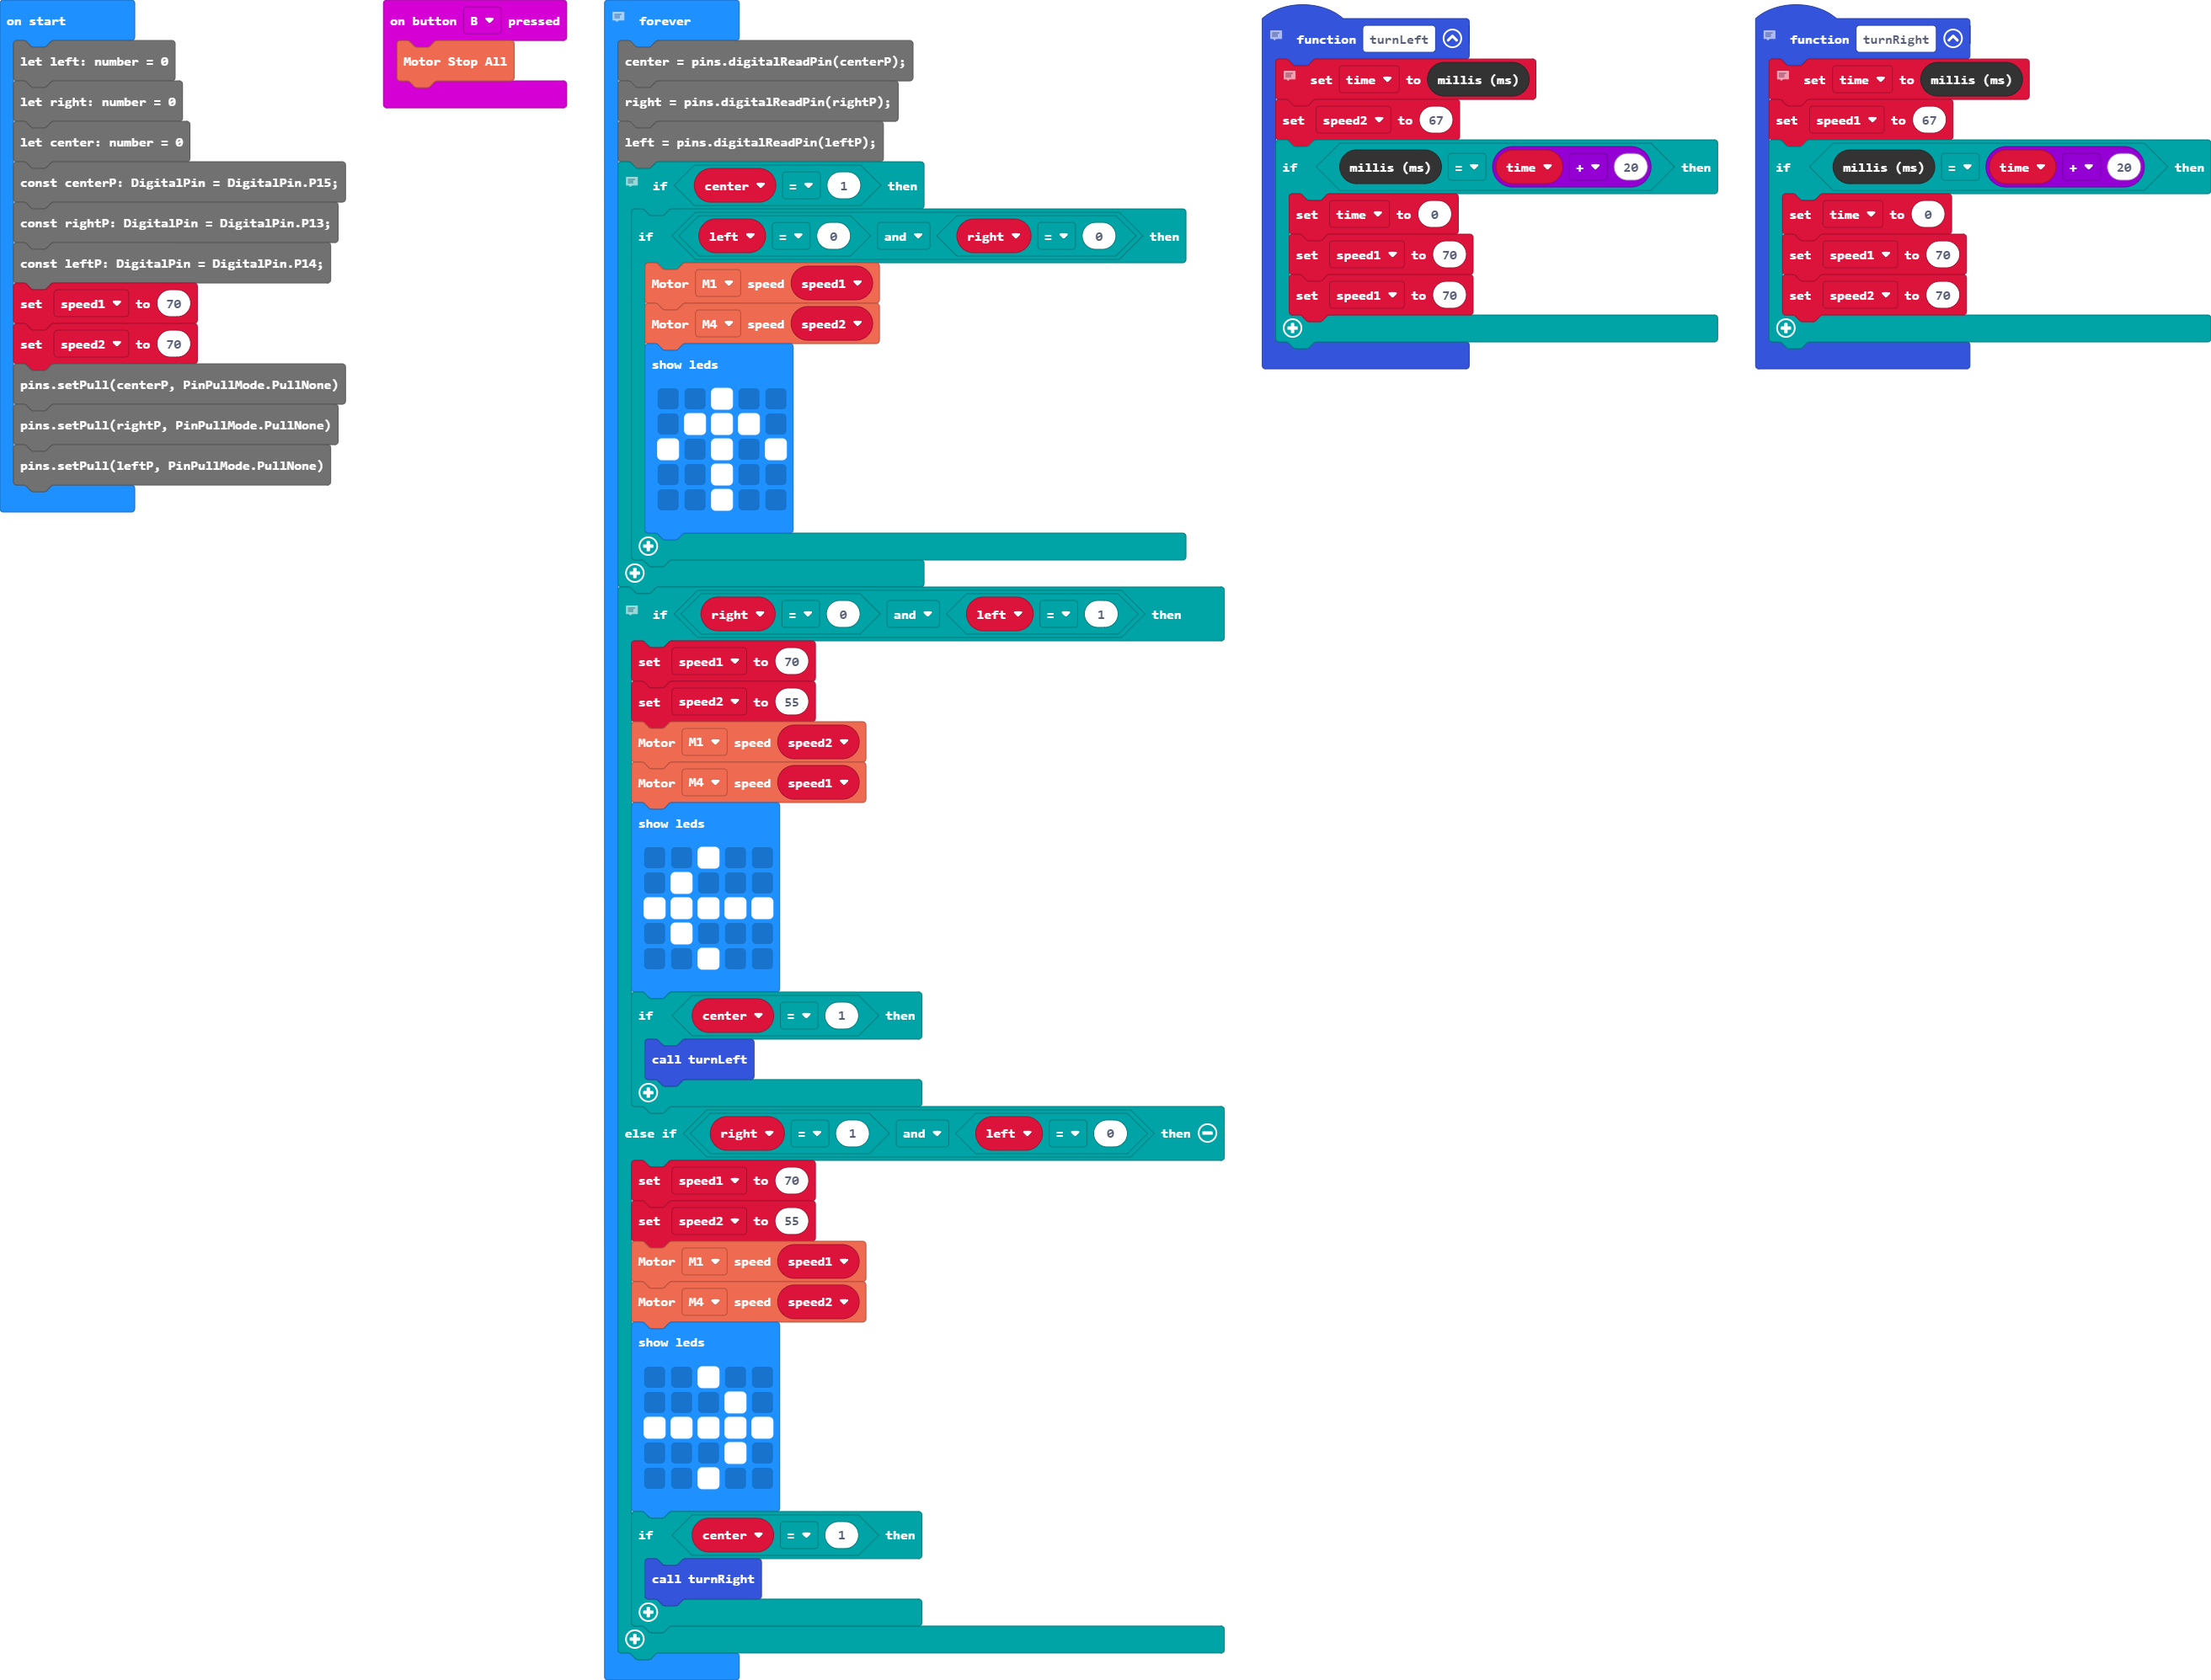 on start
let left: number = 0
let right: number = 0
let center: number = 0
const centerP: DigitalPin = DigitalPin.P15;
const rightP: DigitalPin = DigitalPin.P13;
const leftP: DigitalPin = DigitalPin.P14;
set speed1 to 70
set speed2 to 70
pins.setPull(centerP, PinPullMode.PullNone)
pins.setPull(rightP, PinPullMode.PullNone)
pins.setPull(leftP, PinPullMode.PullNone)
on button B pressed
Motor Stop All
forever
center = pins.digitalReadPin(centerP);
right = pins.digitalReadPin(rightP);
left = pins.digitalReadPin(leftP);
if center = 1 then
if left = 0 and right = 0 then
Motor M1 speed speed1
Motor M4 speed speed2
show leds
if right = 0 and left = 1 then
set speed1 to 70
set speed2 to 55
Motor M1 speed speed2
Motor M4 speed speed1
show leds
if center = 1 then
call turnLeft
else if right = 1 and left = 0 then
set speed1 to 70
set speed2 to 55
Motor M1 speed speed1
Motor M4 speed speed2
show leds
if center = 1 then
call turnRight
function turnLeft
set time to millis (ms)
set speed2 to 67
if millis (ms) = time + 20 then
set time to 0
set speed1 to 70
set speed1 to 70
function turnRight
set time to millis (ms)
set speed1 to 67
if millis (ms) = time + 20 then
set time to 0
set speed1 to 70
set speed2 to 70